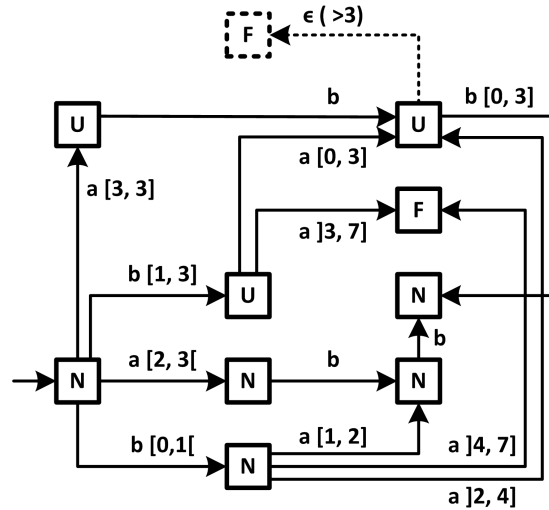 F
ϵ ( >3)
U
b
U
b [0, 3]
a [3, 3]
a [0, 3]
F
a ]3, 7]
b [1, 3]
U
N
b
N
a [2, 3[
N
b
N
b [0,1[
N
a [1, 2]
a ]4, 7]
a ]2, 4]